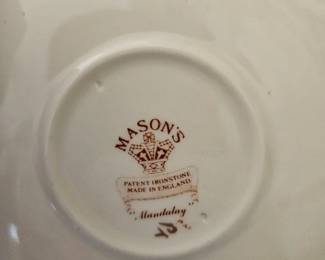 MASON'S
PATENT IRONSTONE
MADE IN ENGLAND
"Mandalay"